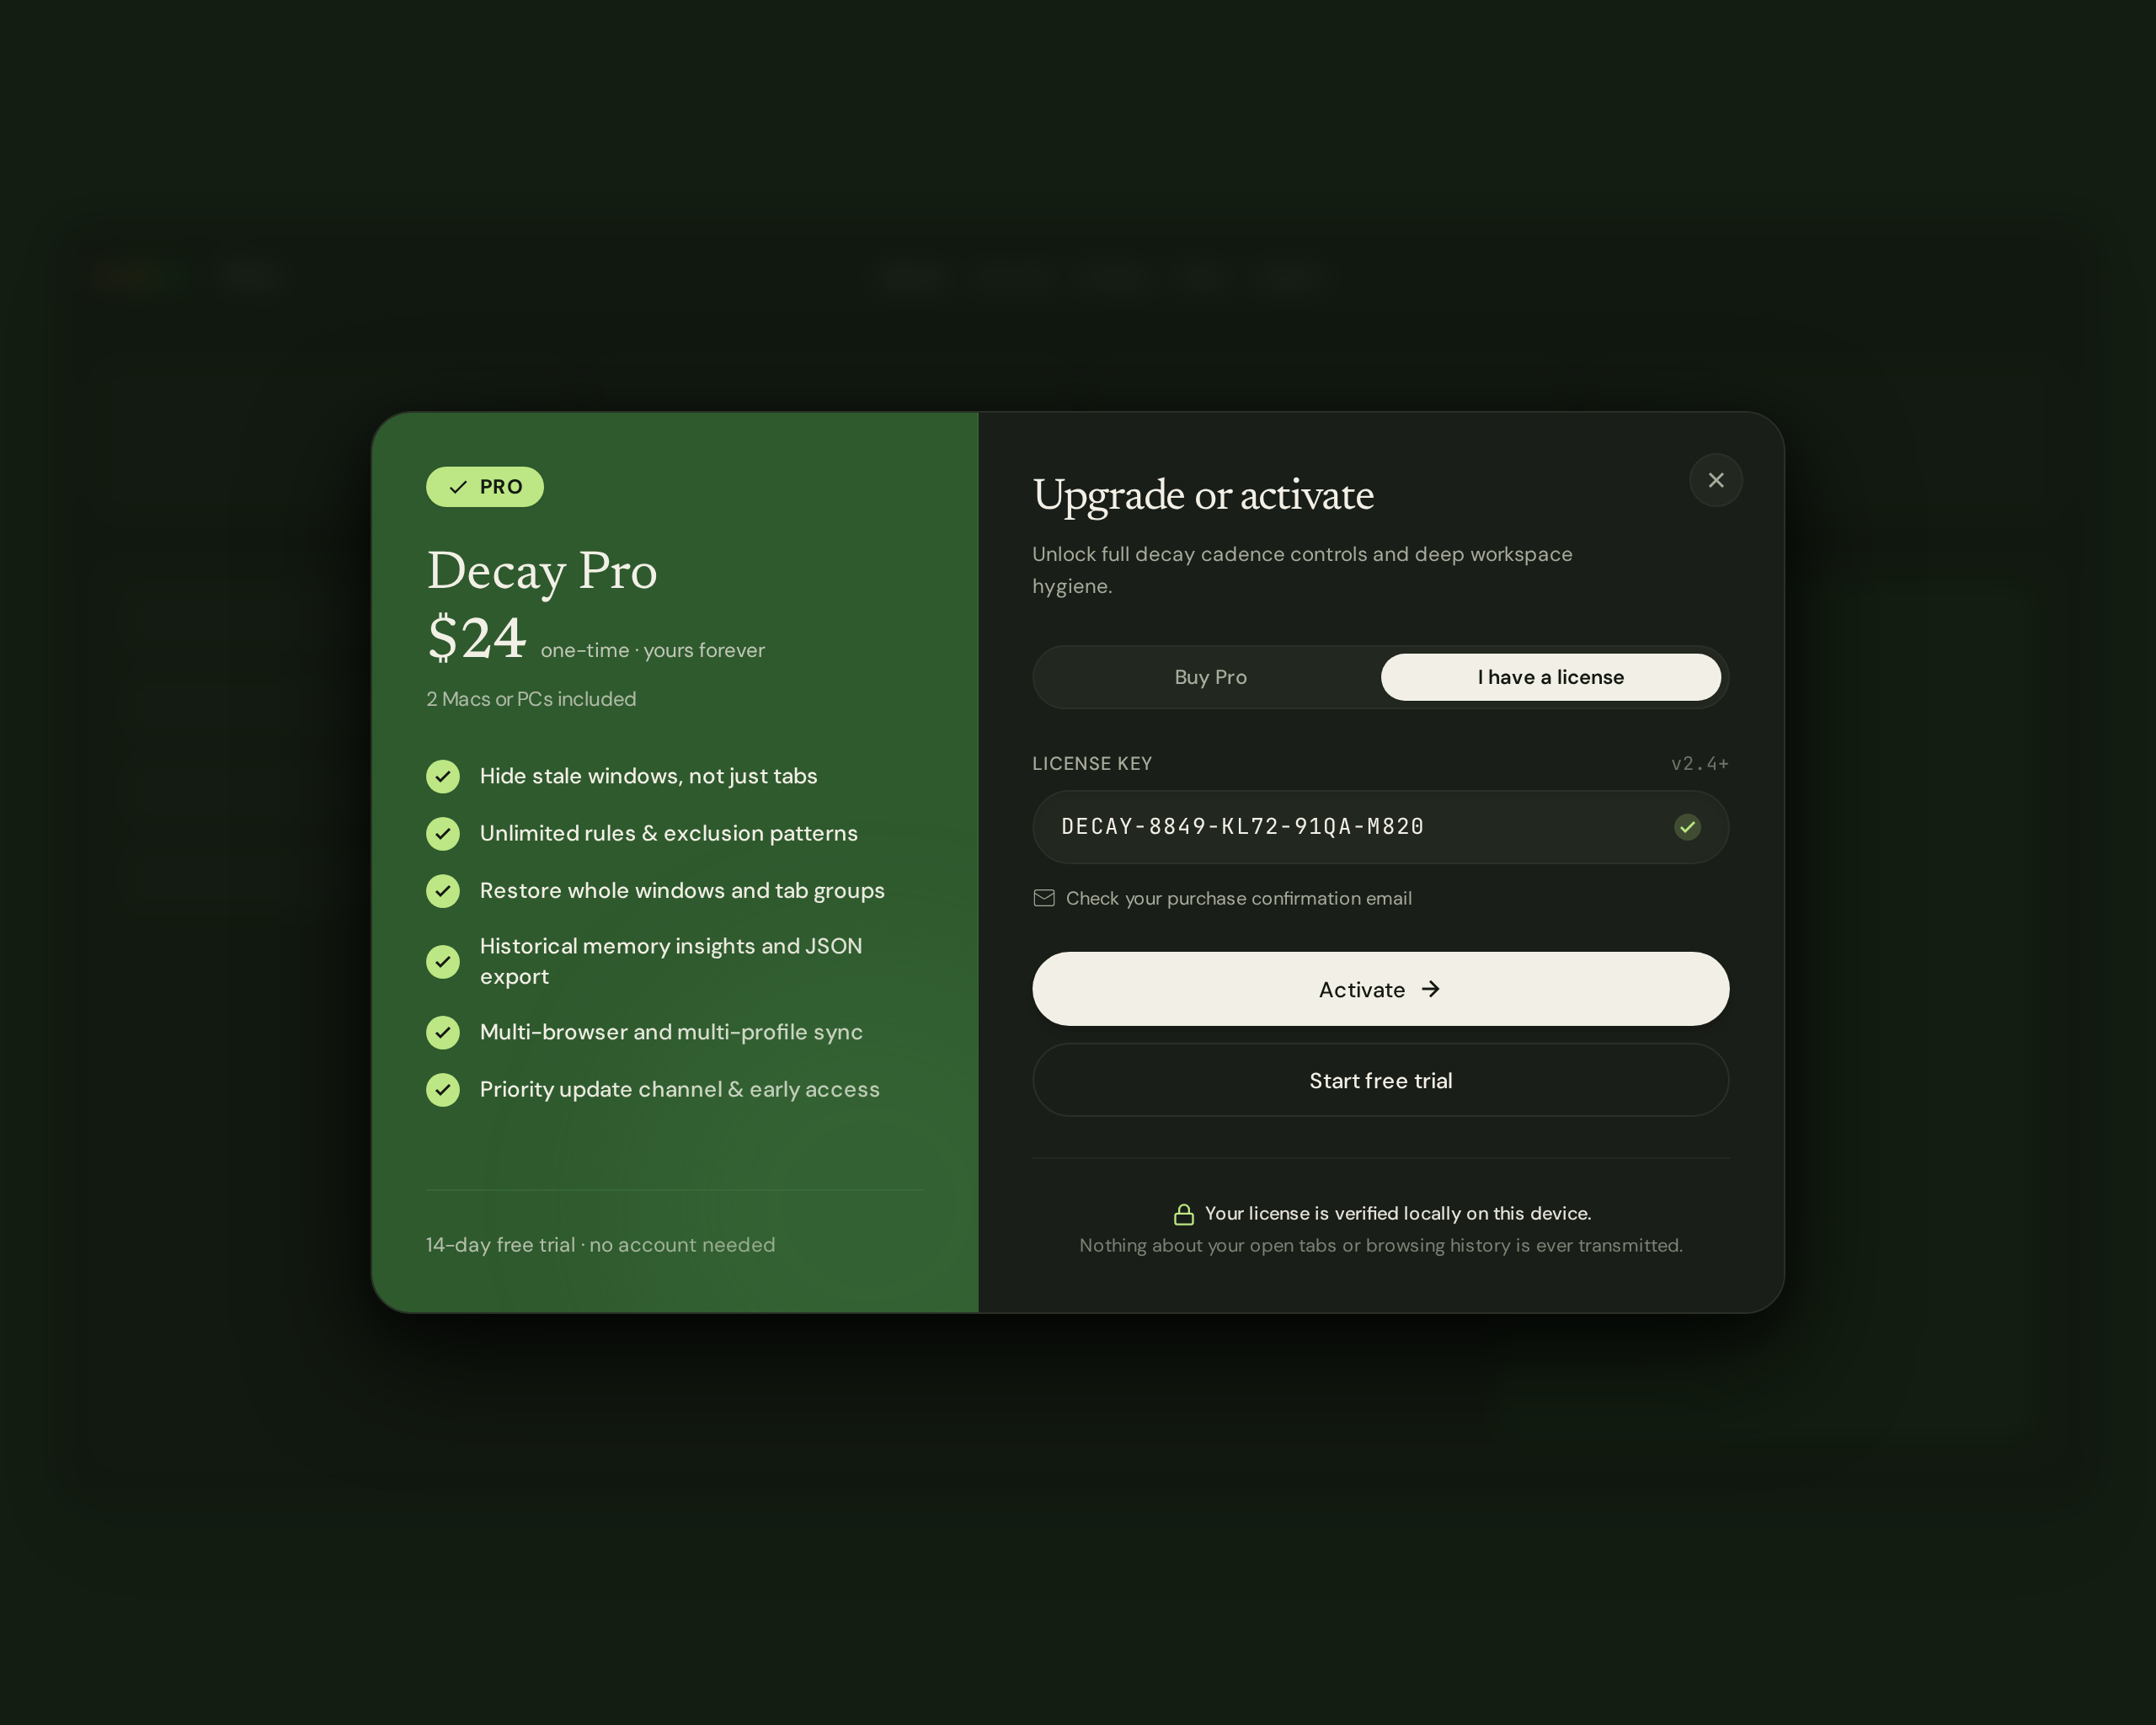 PRO
Decay Pro
$24 one-time · yours forever
2 Macs or PCs included
Hide stale windows, not just tabs
Unlimited rules & exclusion patterns
Restore whole windows and tab groups
Historical memory insights and JSON
export
Multi-browser and multi-profile sync
Priority update channel & early access
14-day free trial · no account needed
Upgrade or activate
Unlock full decay cadence controls and deep workspace
hygiene.
Buy Pro I have a license
LICENSE KEY v2.4+
DECAY-8849-KL72-91QA-M820
Check your purchase confirmation email
Activate →
Start free trial
Your license is verified locally on this device.
Nothing about your open tabs or browsing history is ever transmitted.